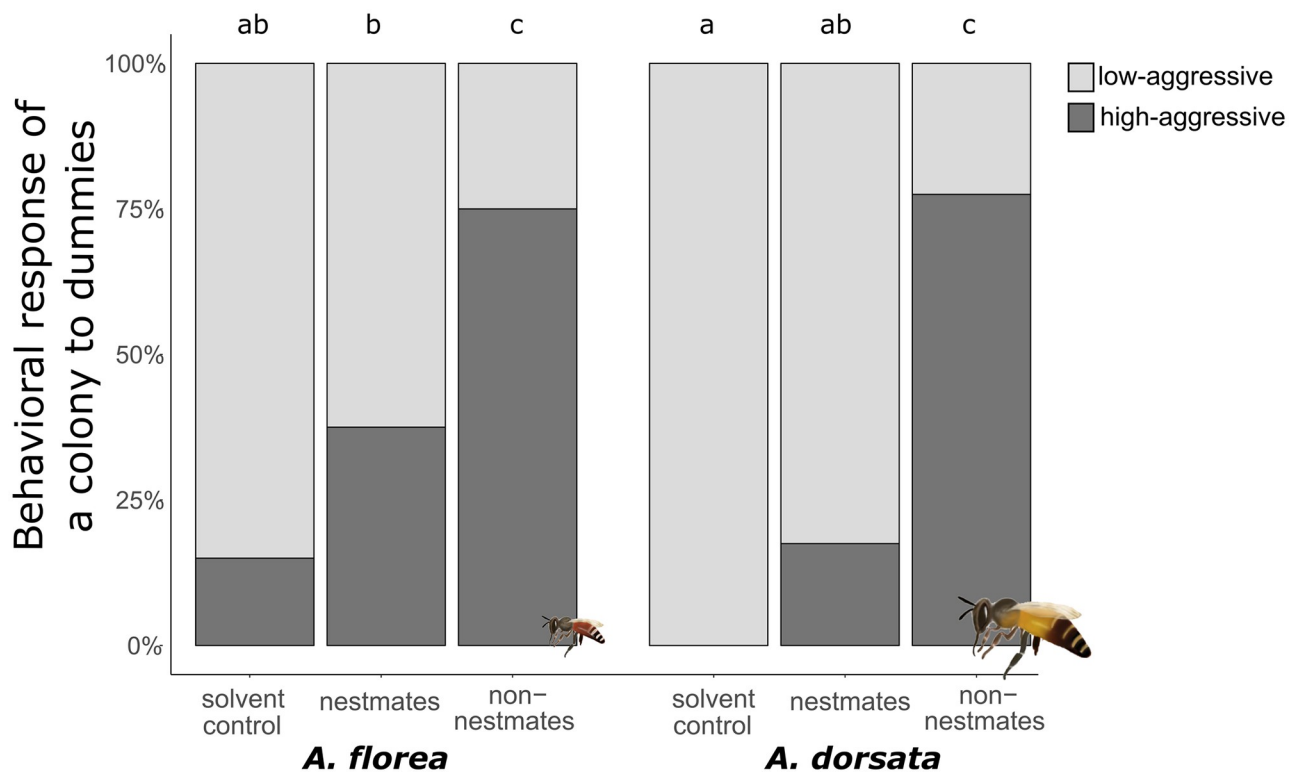 ab b c a ab c
low-aggressive
high-aggressive
Behavioral response of
a colony to dummies
100%
75%
50%
25%
0%
solvent
control
nestmates
non–
nestmates
solvent
control
nestmates
non–
nestmates
A. florea
A. dorsata